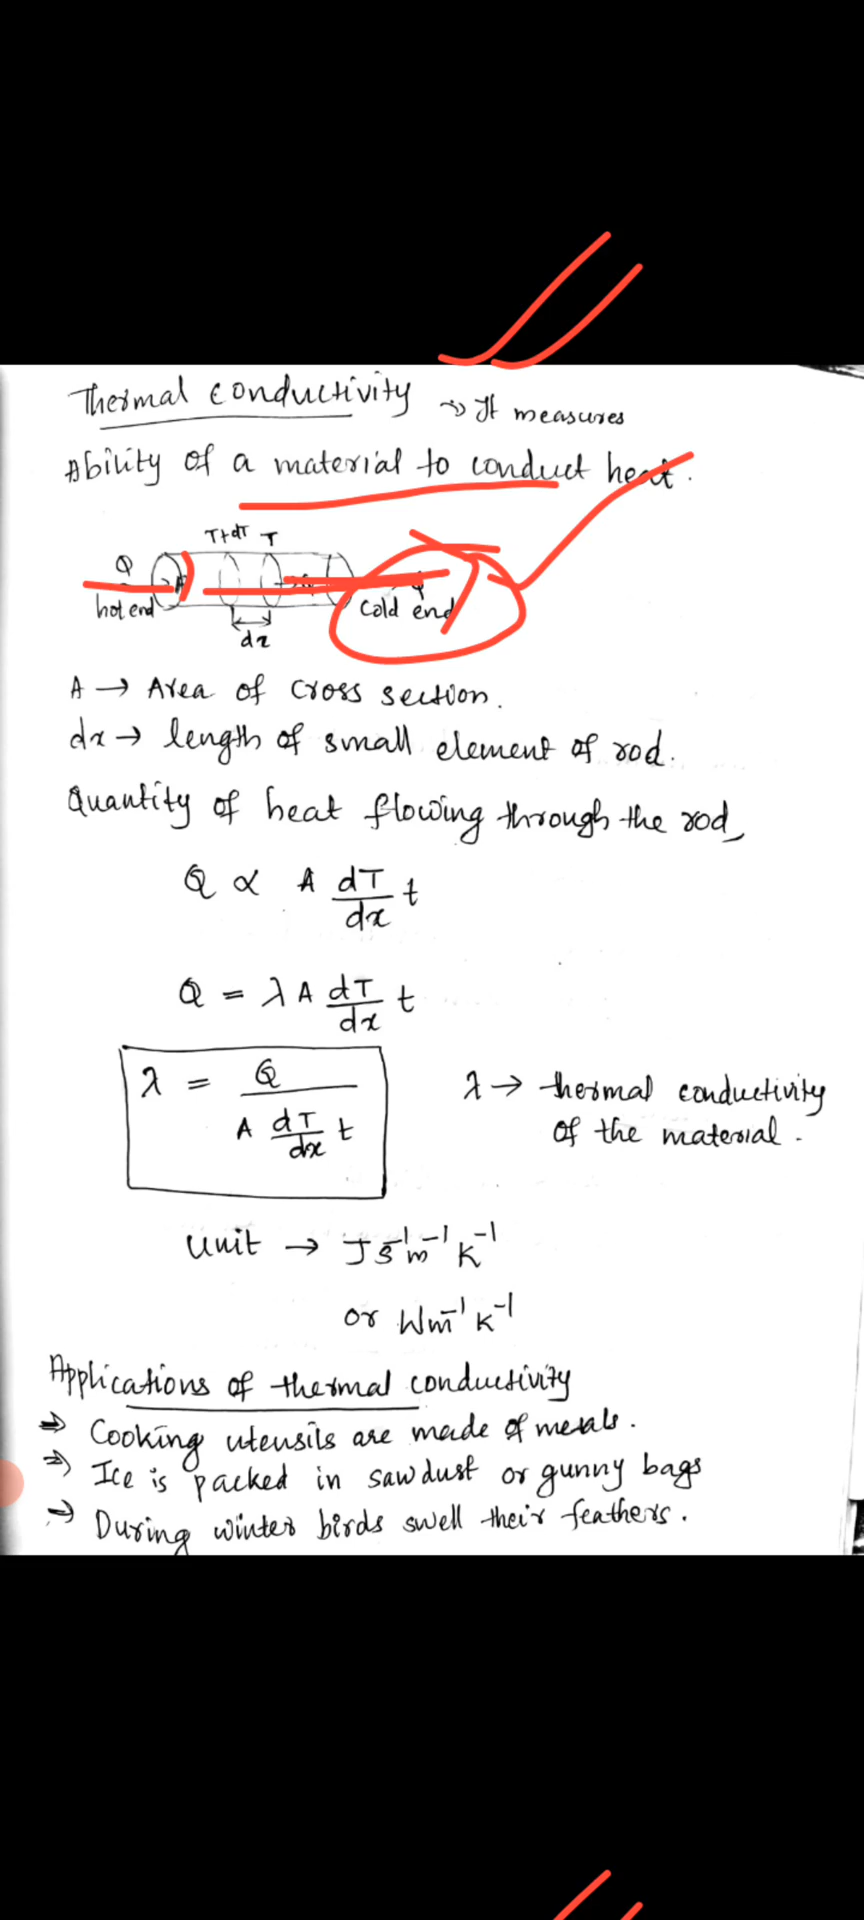 Thermal conductivity → It measures
Ability of a material to conduct heat.
T+dT T
Q
hot end
A
Cold end
dx
A → Area of cross section.
dx → length of small element of rod.
Quantity of heat flowing through the rod
Q ∝ A dT/dx t
Q = λ A dT/dx t
λ = Q / A dT/dx t
λ → thermal conductivity
of the material.
Unit → J s⁻¹ m⁻¹ K⁻¹
or Wm⁻¹ K⁻¹
Applications of thermal conductivity
⇒ Cooking utensils are made of metals.
⇒ Ice is packed in sawdust or gunny bags
→ During winter birds swell their feathers.